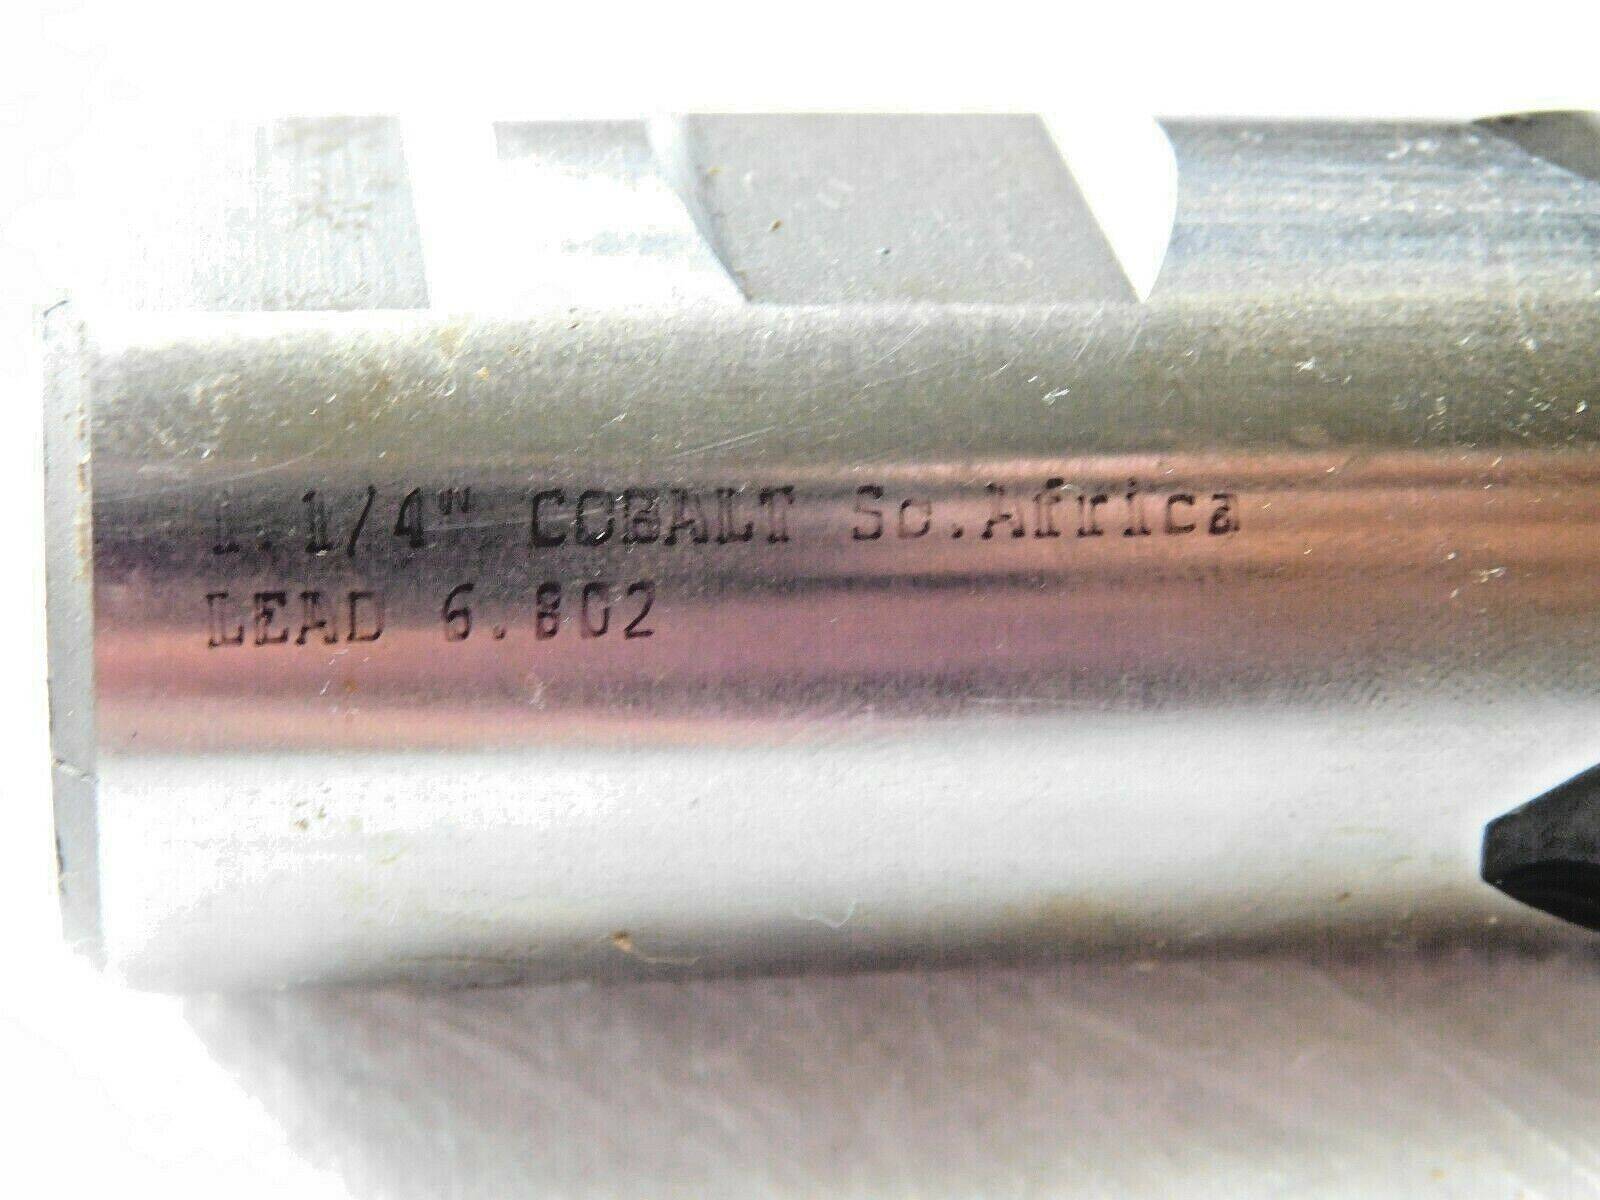 1.1/4" COBALT So.Africa
LEAD 6.802